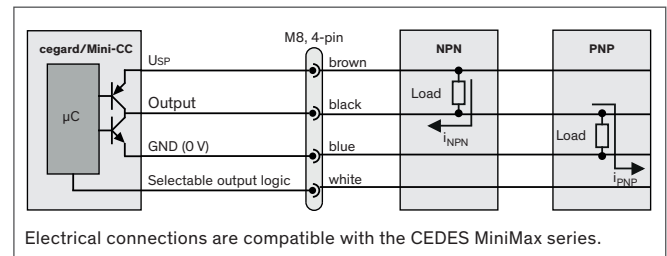 M8, 4-pin
cegard/Mini-CC
NPN
PNP
USP
brown
Load
Output
black
µC
iNPN
Load
GND (0 V)
blue
iPNP
Selectable output logic
white
Electrical connections are compatible with the CEDES MiniMax series.